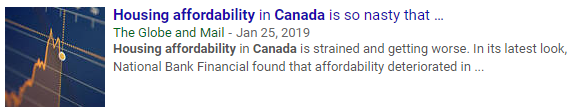 Housing affordability in Canada is so nasty that ...
The Globe and Mail - Jan 25, 2019
Housing affordability in Canada is strained and getting worse. In its latest look,
National Bank Financial found that affordability deteriorated in ...